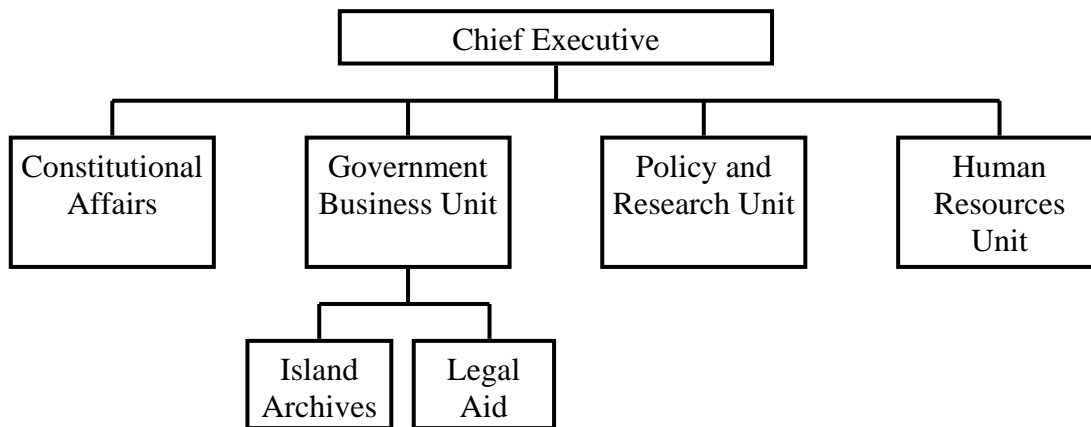 Chief Executive
Constitutional
Affairs
Government
Business Unit
Policy and
Research Unit
Human
Resources
Unit
Island
Archives
Legal
Aid